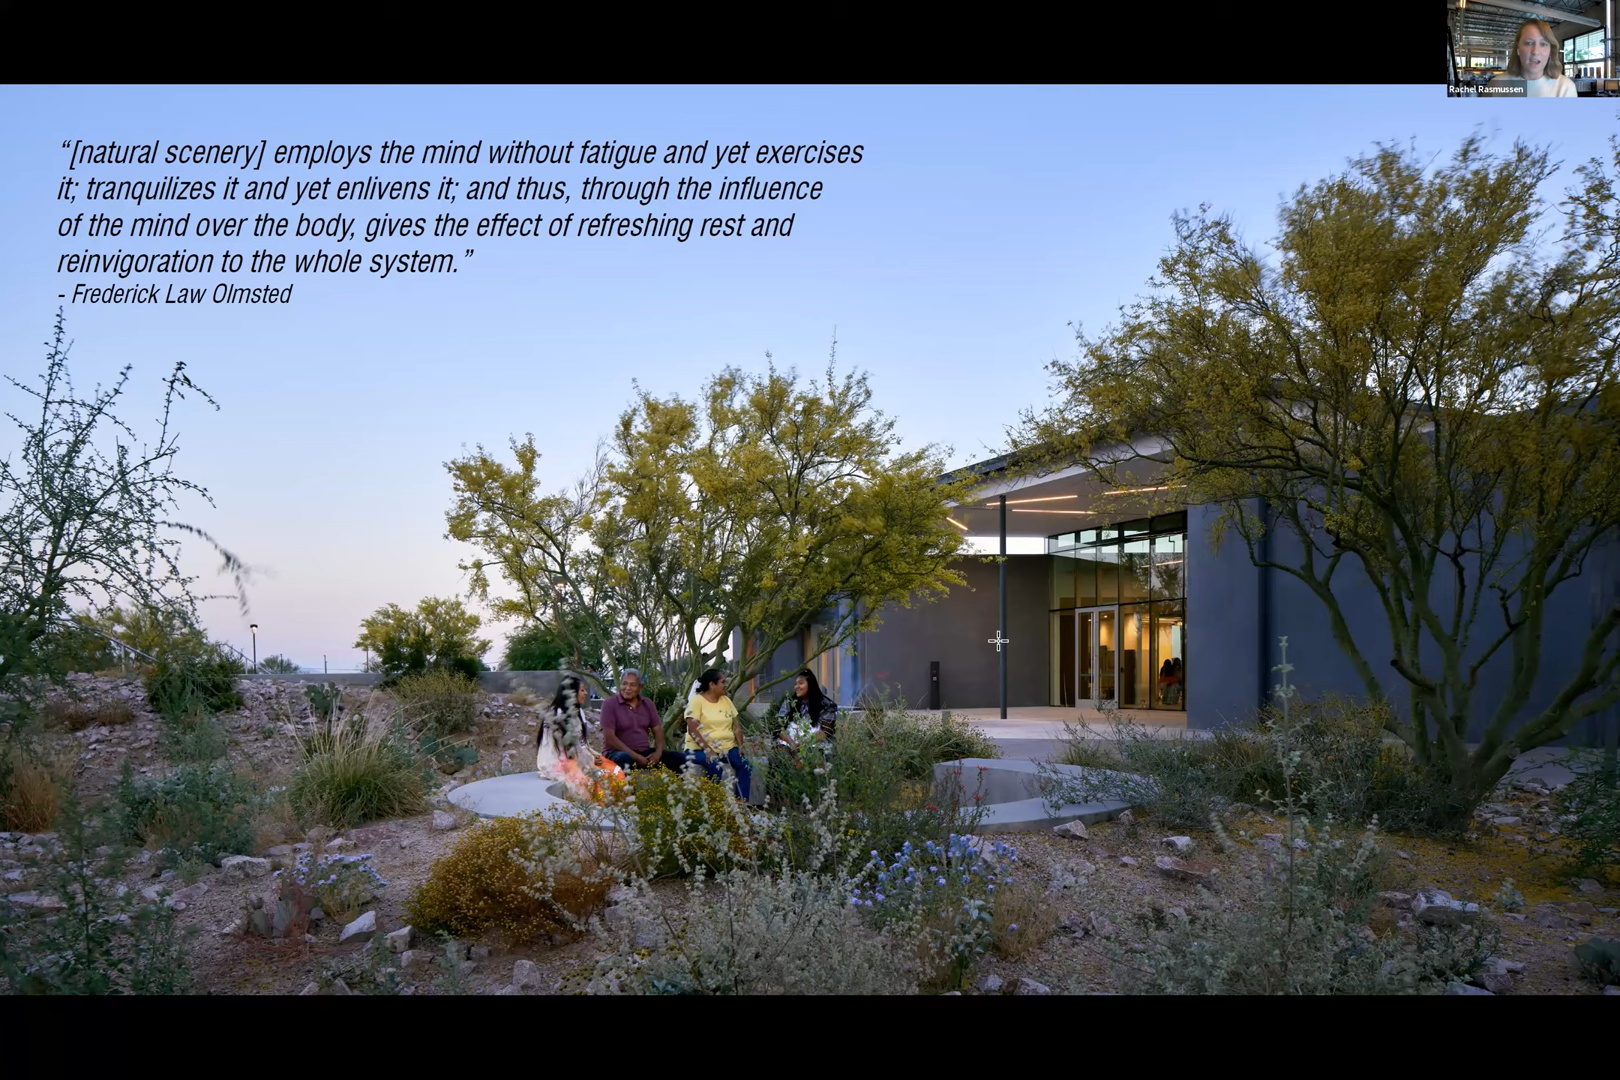 “[natural scenery] employs the mind without fatigue and yet exercises
it; tranquilizes it and yet enlivens it; and thus, through the influence
of the mind over the body, gives the effect of refreshing rest and
reinvigoration to the whole system.”
- Frederick Law Olmsted
Rachel Rasmussen